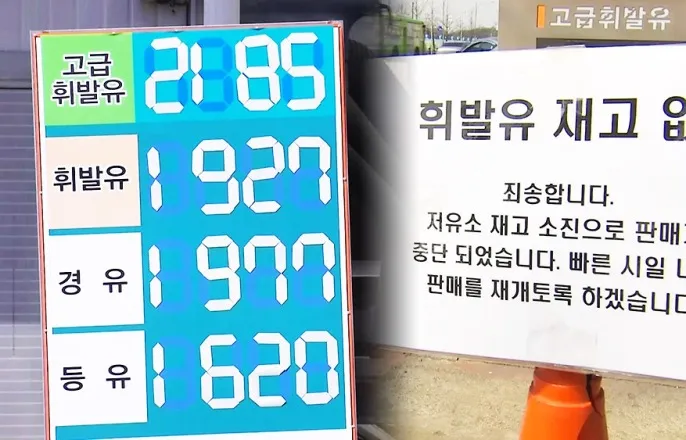 고급
휘발유
2185
휘발유
1927
경유
1977
등유
1620
고급휘발유
휘발유 재고
죄송합니다.
저유소 재고 소진으로
중단 되었습니다. 빠른 시일
판매를 재개토록 하겠습니다